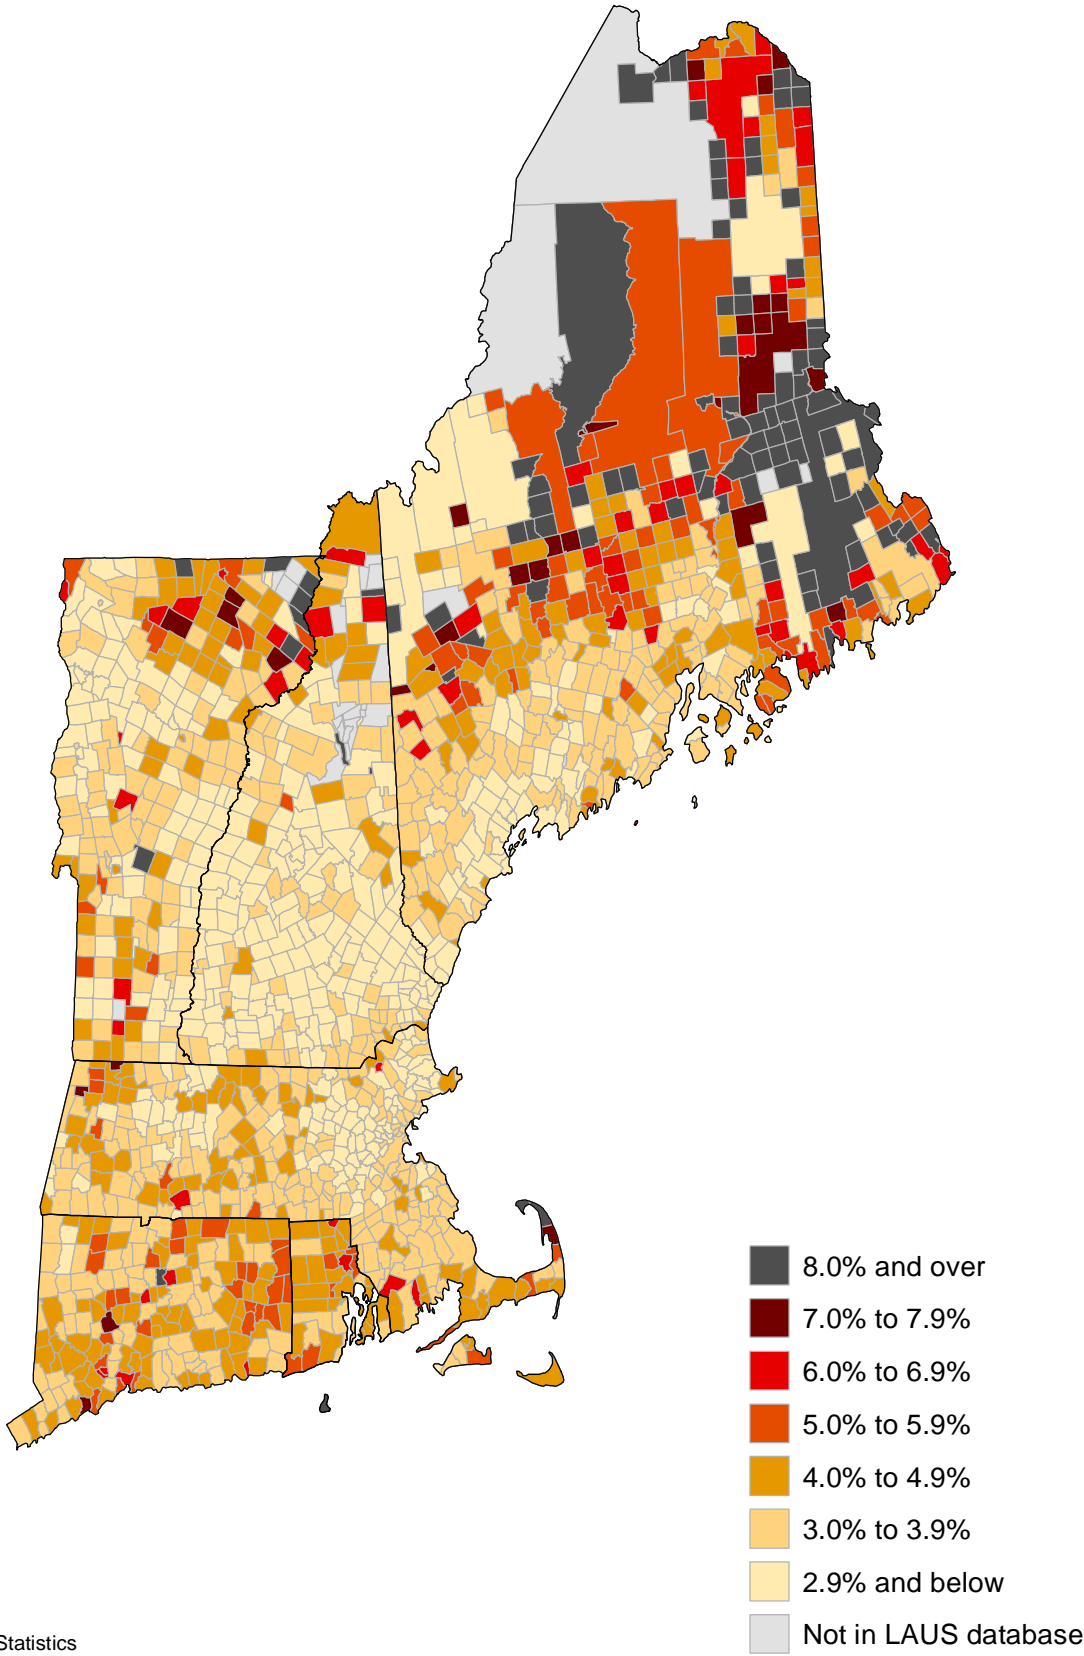 8.0% and over
7.0% to 7.9%
6.0% to 6.9%
5.0% to 5.9%
4.0% to 4.9%
3.0% to 3.9%
2.9% and below
Not in LAUS database
Statistics